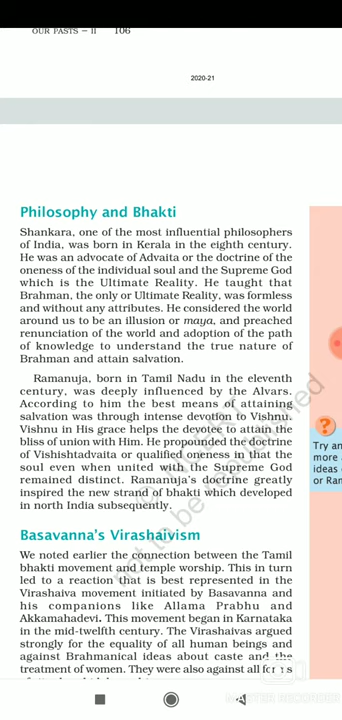 OUR PASTS – II 106
2020-21
Philosophy and Bhakti
Shankara, one of the most influential philosophers
of India, was born in Kerala in the eighth century.
He was an advocate of Advaita or the doctrine of the
oneness of the individual soul and the Supreme God
which is the Ultimate Reality. He taught that
Brahman, the only or Ultimate Reality, was formless
and without any attributes. He considered the world
around us to be an illusion or maya, and preached
renunciation of the world and adoption of the path
of knowledge to understand the true nature of
Brahman and attain salvation.
Ramanuja, born in Tamil Nadu in the eleventh
century, was deeply influenced by the Alvars.
According to him the best means of attaining
salvation was through intense devotion to Vishnu.
Vishnu in His grace helps the devotee to attain the
bliss of union with Him. He propounded the doctrine
of Vishishtadvaita or qualified oneness in that the
soul even when united with the Supreme God
remained distinct. Ramanuja's doctrine greatly
inspired the new strand of bhakti which developed
in north India subsequently.
?
Try an
more
ideas
or Ram
Basavanna's Virashaivism
We noted earlier the connection between the Tamil
bhakti movement and temple worship. This in turn
led to a reaction that is best represented in the
Virashaiva movement initiated by Basavanna and
his companions like Allama Prabhu and
Akkamahadevi. This movement began in Karnataka
in the mid-twelfth century. The Virashaivas argued
strongly for the equality of all human beings and
against Brahmanical ideas about caste and the
treatment of women. They were also against all forms
not to be republished